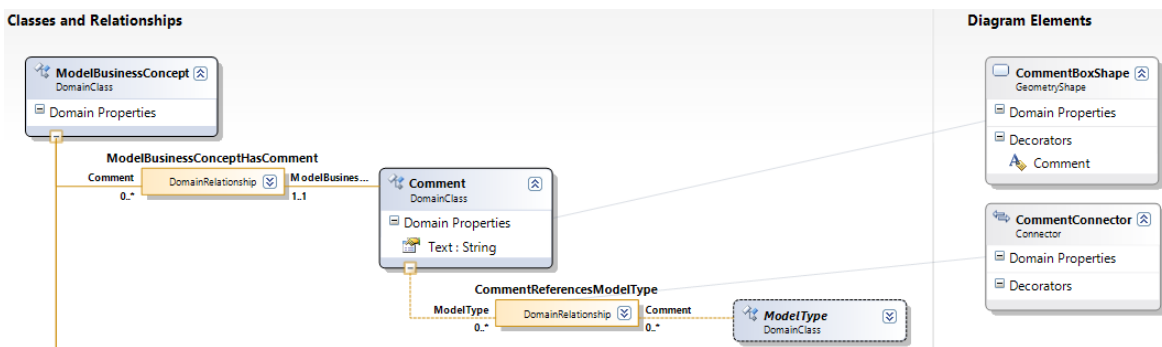 Classes and Relationships
Diagram Elements
ModelBusinessConcept
DomainClass
Domain Properties
ModelBusinessConceptHasComment
Comment
DomainRelationship
ModelBusines...
0..*
1..1
Comment
DomainClass
Domain Properties
Text : String
CommentReferencesModelType
ModelType
DomainRelationship
Comment
0..*
0..*
ModelType
DomainClass
CommentBoxShape
GeometryShape
Domain Properties
Decorators
Comment
CommentConnector
Connector
Domain Properties
Decorators